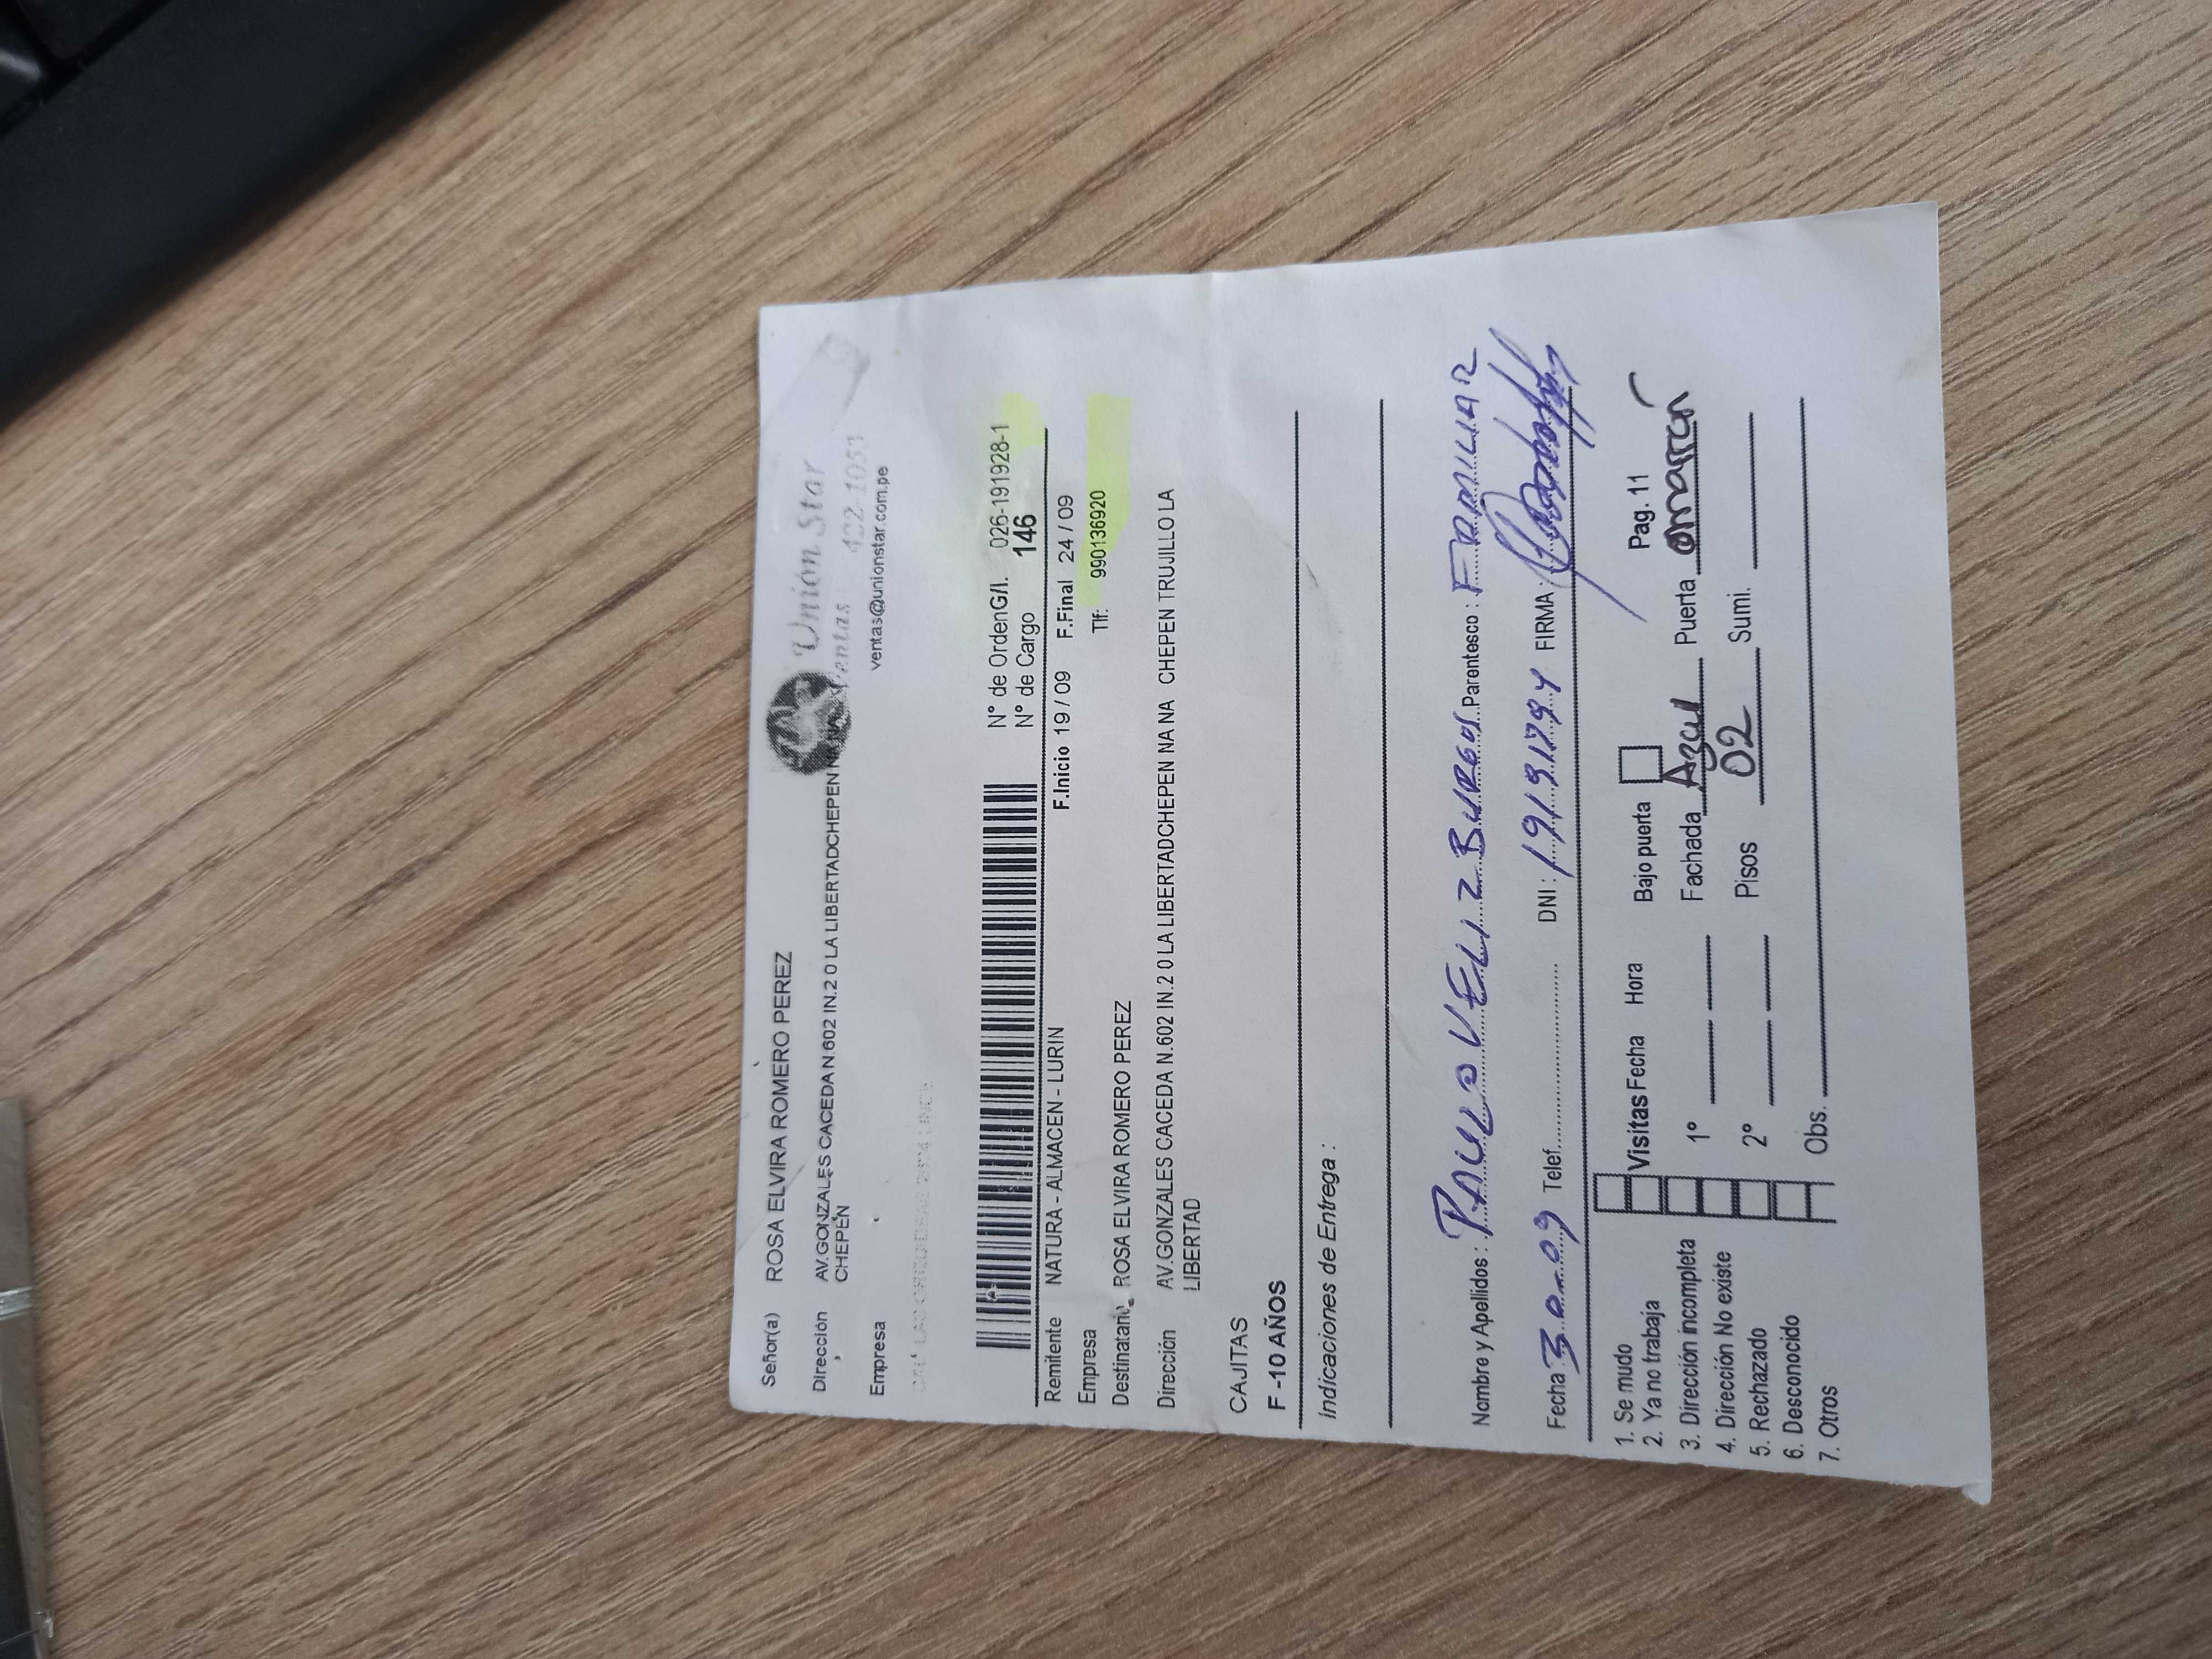 Señor(a) ROSA ELVIRA ROMERO PEREZ
Unión Star
Ventas 422-1051
Dirección AV.GONZALES CACEDA N.602 IN.2 0 LA LIBERTADCHEPEN NA NA
CHEPEN
ventas@unionstar.com.pe
Empresa
N° de OrdenG/I. 026-191928-1
N° de Cargo 146
Remitente NATURA - ALMACEN - LURIN F.Inicio 19 / 09 F.Final 24 / 09
Empresa Tlf: 990136920
Destinatario ROSA ELVIRA ROMERO PEREZ
Dirección AV.GONZALES CACEDA N.602 IN.2 0 LA LIBERTADCHEPEN NA NA CHEPEN TRUJILLO LA
LIBERTAD
CAJITAS
F -10 AÑOS
Indicaciones de Entrega :
Nombre y Apellidos : PAULO VELIZ BURGOS Parentesco : FAMILIAR
Fecha 30-09 Telef. DNI : 19191794 FIRMA :
1. Se mudo Visitas Fecha Hora Bajo puerta Pag. 11
2. Ya no trabaja
3. Dirección incompleta 1° Fachada Azul Puerta marron
4. Dirección No existe
5. Rechazado 2° Pisos 02 Sumi.
6. Desconocido
7. Otros Obs.